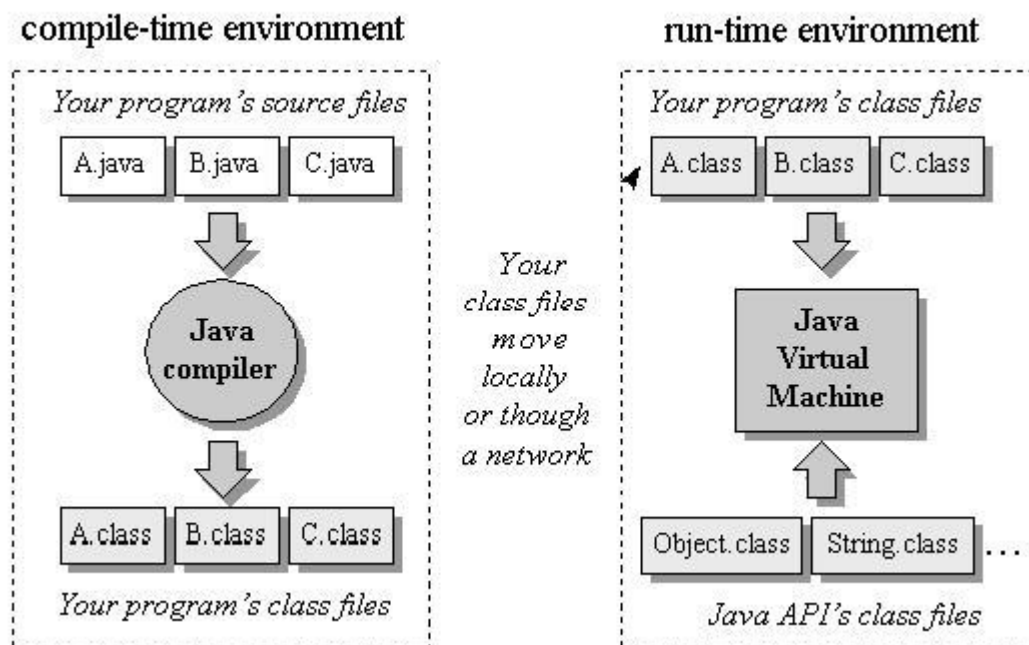 compile-time environment
Your program's source files
A.java B.java C.java
Java
compiler
A.class B.class C.class
Your program's class files
Your
class files
move
locally
or though
a network
run-time environment
Your program's class files
A.class B.class C.class
Java
Virtual
Machine
Object.class String.class ...
Java API's class files